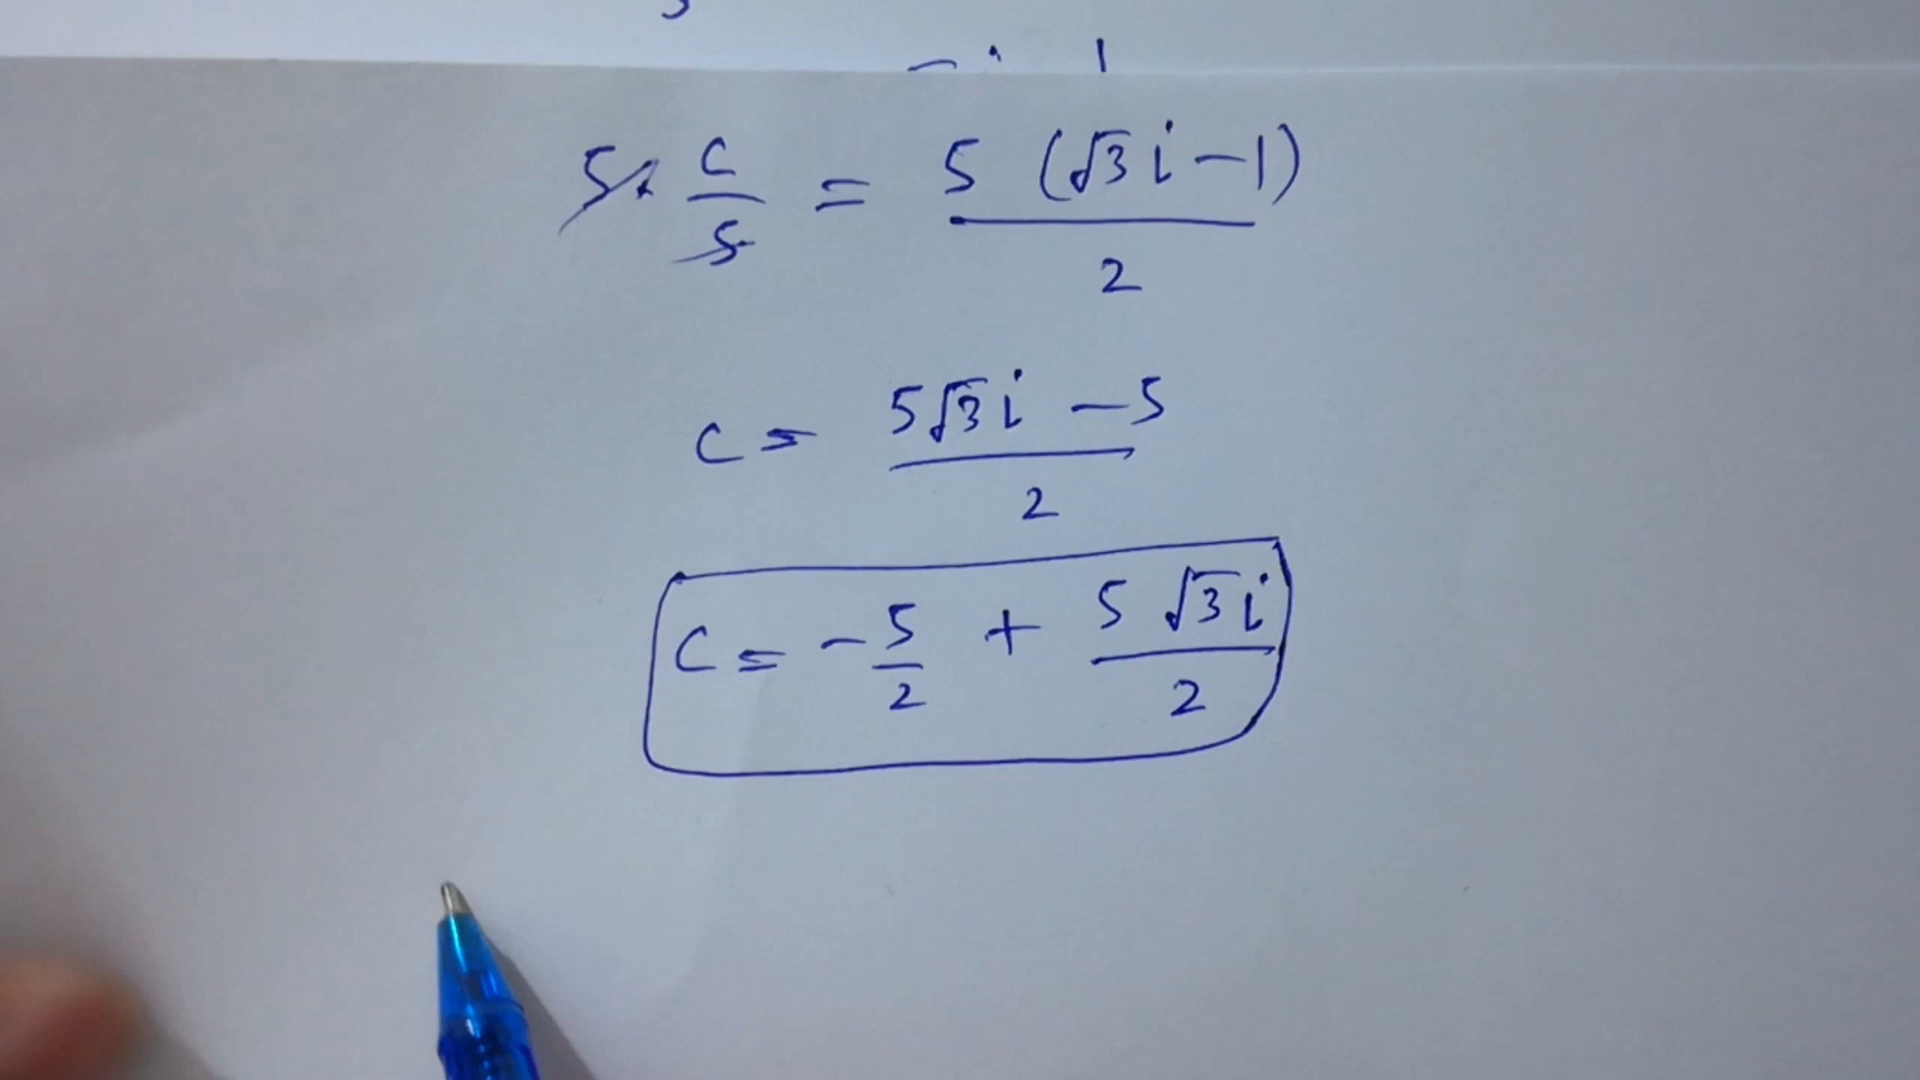 5 × c/5 = 5 (√3 i − 1)/2
c = 5√3 i − 5/2
c = − 5/2 + 5 √3 i/2